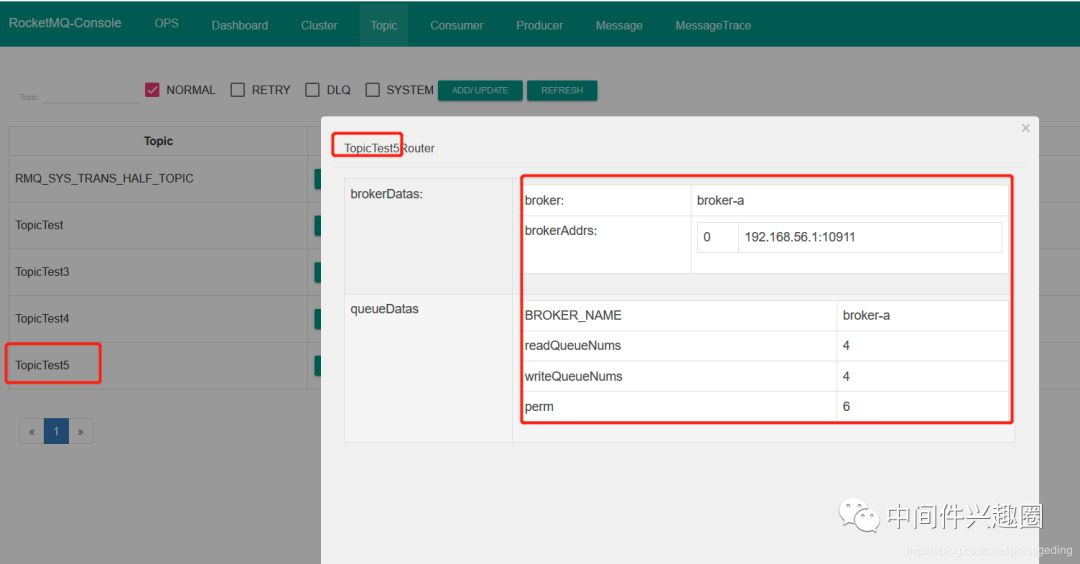 RocketMQ-Console OPS Dashboard Cluster Topic Consumer Producer Message MessageTrace
Topic: NORMAL RETRY DLQ SYSTEM ADD/ UPDATE REFRESH
Topic
RMQ_SYS_TRANS_HALF_TOPIC
TopicTest
TopicTest3
TopicTest4
TopicTest5
« 1 »
TopicTest5Router ×
brokerDatas:
broker: broker-a
brokerAddrs: 0 192.168.56.1:10911
queueDatas
BROKER_NAME broker-a
readQueueNums 4
writeQueueNums 4
perm 6
中间件兴趣圈
https://blog.csdn.net/prestigeding